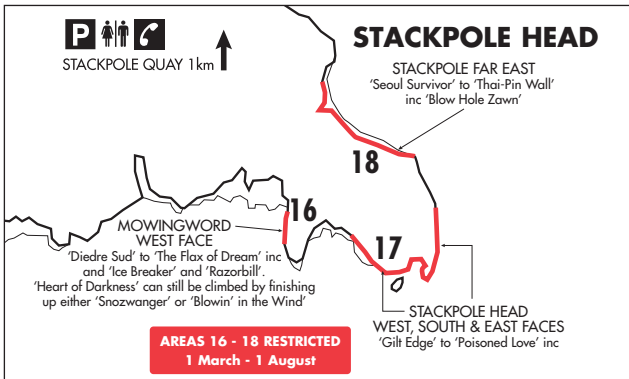 P
STACKPOLE QUAY 1km
STACKPOLE HEAD
STACKPOLE FAR EAST
‘Seoul Survivor’ to ‘Thai-Pin Wall’
inc ‘Blow Hole Zawn’
18
16
MOWINGWORD
WEST FACE
‘Diedre Sud’ to ‘The Flax of Dream’ inc
and ‘Ice Breaker’ and ‘Razorbill’.
‘Heart of Darkness’ can still be climbed by finishing
up either ‘Snozwanger’ or ‘Blowin’ in the Wind’
17
STACKPOLE HEAD
WEST, SOUTH & EAST FACES
‘Gilt Edge’ to ‘Poisoned Love’ inc
AREAS 16 - 18 RESTRICTED
1 March - 1 August